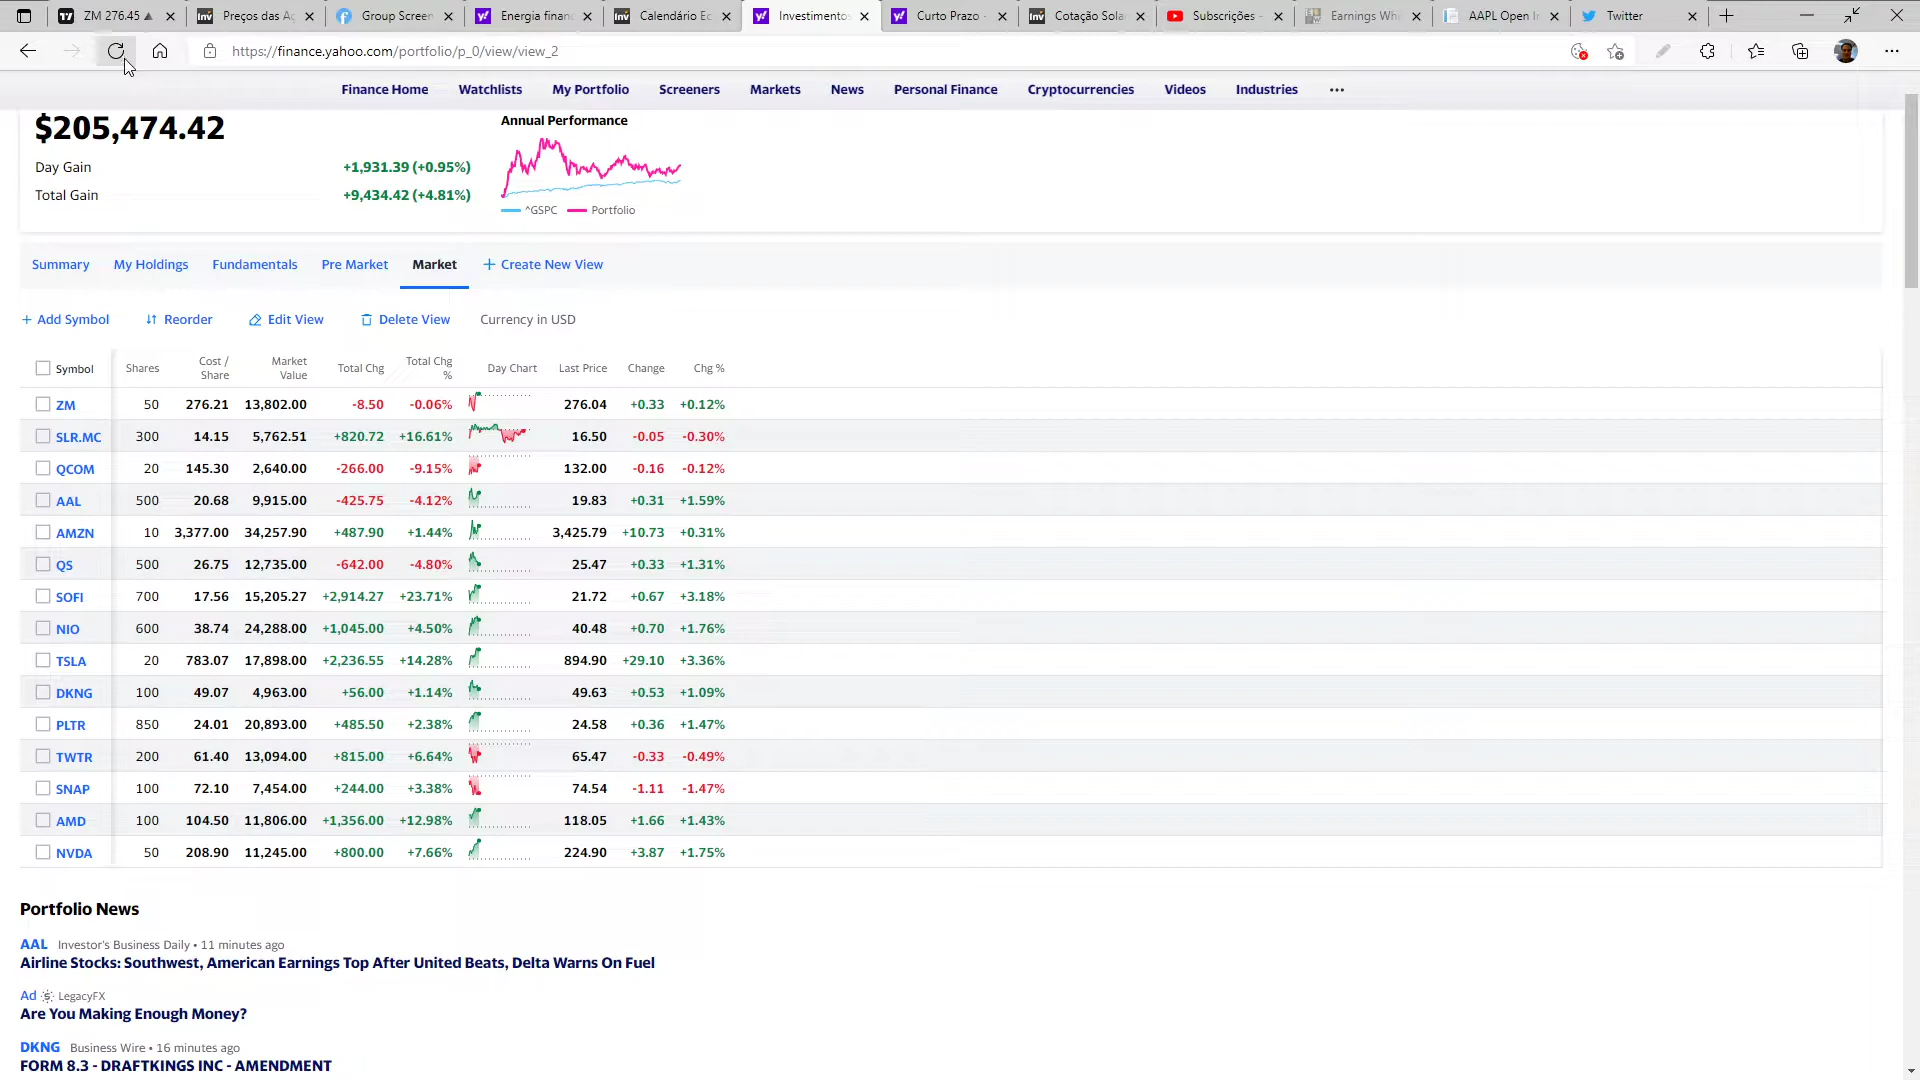 ZM 276.45
Preços das Aç
Group Screen
Energia finan
Calendário Ec
Investimento
Curto Prazo -
Cotação Sola
Subscrições -
Earnings Whi
AAPL Open In
Twitter
https://finance.yahoo.com/portfolio/p_0/view/view_2
Finance Home Watchlists My Portfolio Screeners Markets News Personal Finance Cryptocurrencies Videos Industries •••
$205,474.42
Annual Performance
Day Gain +1,931.39 (+0.95%)
Total Gain +9,434.42 (+4.81%)
^GSPC Portfolio
Summary My Holdings Fundamentals Pre Market Market + Create New View
+ Add Symbol Reorder Edit View Delete View Currency in USD
Symbol Shares Cost / Share Market Value Total Chg Total Chg % Day Chart Last Price Change Chg %
ZM 50 276.21 13,802.00 -8.50 -0.06% 276.04 +0.33 +0.12%
SLR.MC 300 14.15 5,762.51 +820.72 +16.61% 16.50 -0.05 -0.30%
QCOM 20 145.30 2,640.00 -266.00 -9.15% 132.00 -0.16 -0.12%
AAL 500 20.68 9,915.00 -425.75 -4.12% 19.83 +0.31 +1.59%
AMZN 10 3,377.00 34,257.90 +487.90 +1.44% 3,425.79 +10.73 +0.31%
QS 500 26.75 12,735.00 -642.00 -4.80% 25.47 +0.33 +1.31%
SOFI 700 17.56 15,205.27 +2,914.27 +23.71% 21.72 +0.67 +3.18%
NIO 600 38.74 24,288.00 +1,045.00 +4.50% 40.48 +0.70 +1.76%
TSLA 20 783.07 17,898.00 +2,236.55 +14.28% 894.90 +29.10 +3.36%
DKNG 100 49.07 4,963.00 +56.00 +1.14% 49.63 +0.53 +1.09%
PLTR 850 24.01 20,893.00 +485.50 +2.38% 24.58 +0.36 +1.47%
TWTR 200 61.40 13,094.00 +815.00 +6.64% 65.47 -0.33 -0.49%
SNAP 100 72.10 7,454.00 +244.00 +3.38% 74.54 -1.11 -1.47%
AMD 100 104.50 11,806.00 +1,356.00 +12.98% 118.05 +1.66 +1.43%
NVDA 50 208.90 11,245.00 +800.00 +7.66% 224.90 +3.87 +1.75%
Portfolio News
AAL Investor's Business Daily • 11 minutes ago
Airline Stocks: Southwest, American Earnings Top After United Beats, Delta Warns On Fuel
Ad LegacyFX
Are You Making Enough Money?
DKNG Business Wire • 16 minutes ago
FORM 8.3 - DRAFTKINGS INC - AMENDMENT